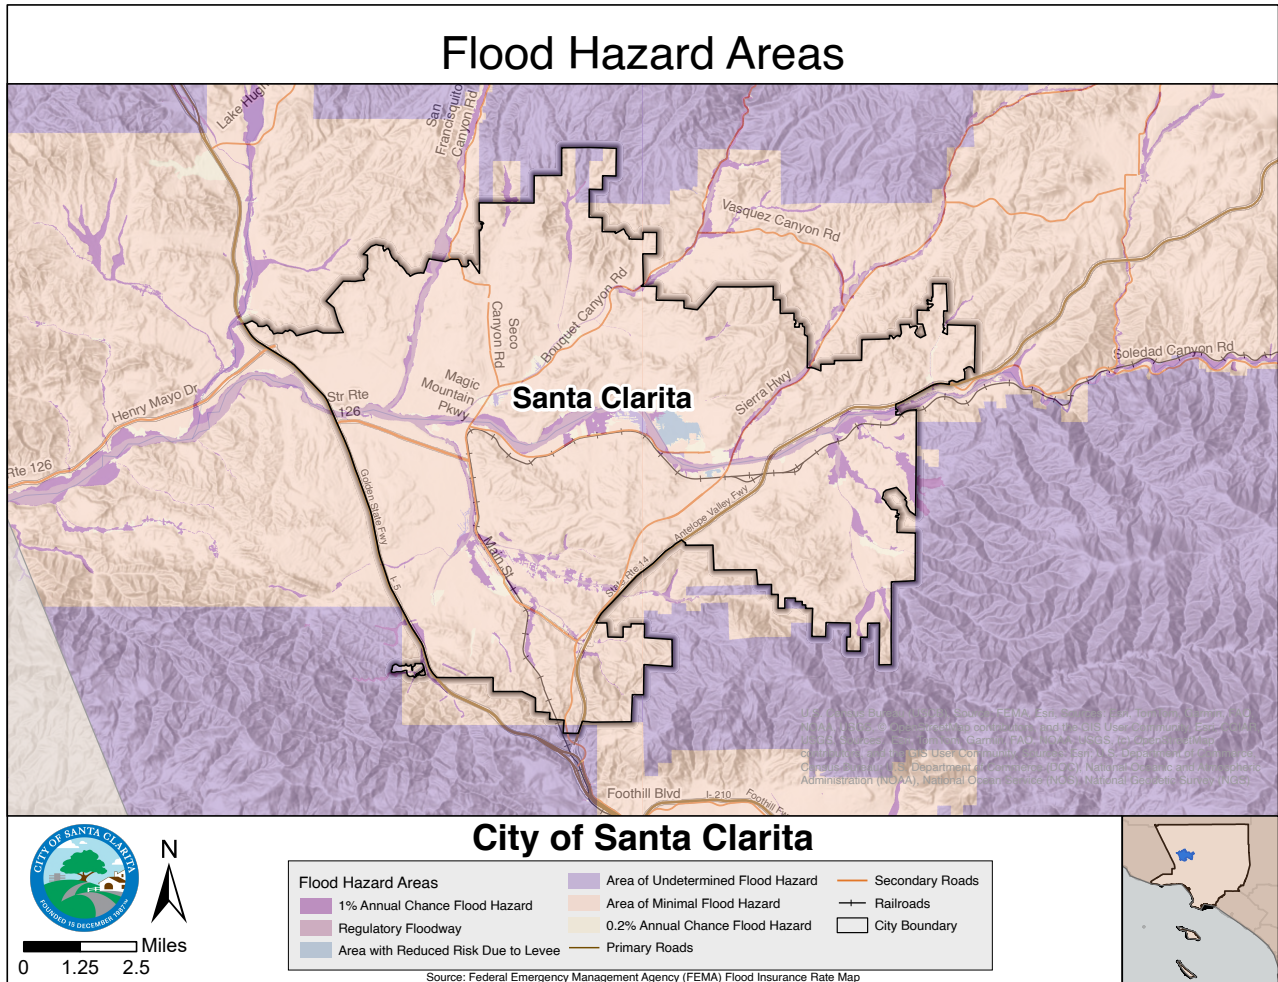 Flood Hazard Areas
Lake Hug
San
Francisquito
Canyon Rd
Vasquez Canyon Rd
Bouquet Canyon Rd
Seco
Canyon Rd
Soledad Canyon Rd
Magic
Mountain
Pkwy
Santa Clarita
Sierra Hwy
Henry Mayo Dr
Str Rte
126
Rte 126
Golden State Fwy
I-5
Main St
Antelope Valley Fwy
State Rte 14
Administration (NOAA), National
Foothill Blvd
I-210
Foothill Fw
City of Santa Clarita
CITY OF SANTA CLARITA
FOUNDED 15 DECEMBER 1987
N
Miles
0 1.25 2.5
Flood Hazard Areas
1% Annual Chance Flood Hazard
Regulatory Floodway
Area with Reduced Risk Due to Levee
Area of Undetermined Flood Hazard
Area of Minimal Flood Hazard
0.2% Annual Chance Flood Hazard
Primary Roads
Secondary Roads
Railroads
City Boundary
Source: Federal Emergency Management Agency (FEMA) Flood Insurance Rate Map